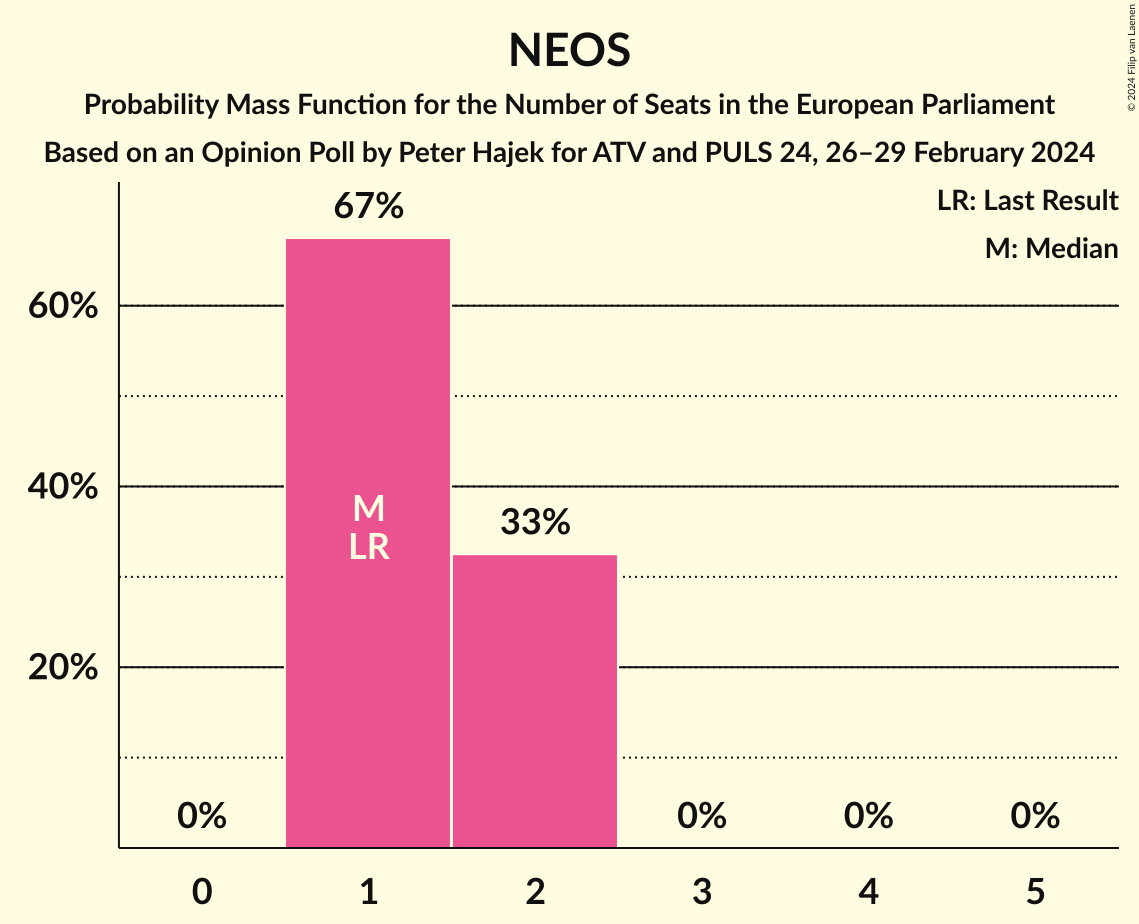 NEOS
Probability Mass Function for the Number of Seats in the European Parliament
Based on an Opinion Poll by Peter Hajek for ATV and PULS 24, 26–29 February 2024
© 2024 Filip van Laenen
LR: Last Result
M: Median
67%
60%
40%
M
LR
33%
20%
0%
0%
0%
0%
0
1
2
3
4
5